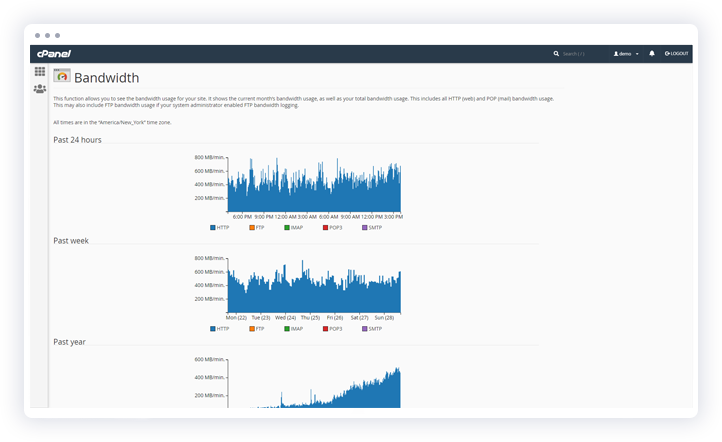 cPanel
Search ( / )
demo
LOGOUT
Bandwidth
This function allows you to see the bandwidth usage for your site. It shows the current month's bandwidth usage, as well as your total bandwidth usage. This includes all HTTP (web) and POP (mail) bandwidth usage.
This may also include FTP bandwidth usage if your system administrator enabled FTP bandwidth logging.
All times are in the "America/New_York" time zone.
Past 24 hours
800 MB/min.
600 MB/min.
400 MB/min.
200 MB/min.
6:00 PM 9:00 PM 12:00 AM 3:00 AM 6:00 AM 9:00 AM 12:00 PM 3:00 PM
HTTP FTP IMAP POP3 SMTP
Past week
800 MB/min.
600 MB/min.
400 MB/min.
200 MB/min.
Mon (22) Tue (23) Wed (24) Thu (25) Fri (26) Sat (27) Sun (28)
HTTP FTP IMAP POP3 SMTP
Past year
600 MB/min.
400 MB/min.
200 MB/min.